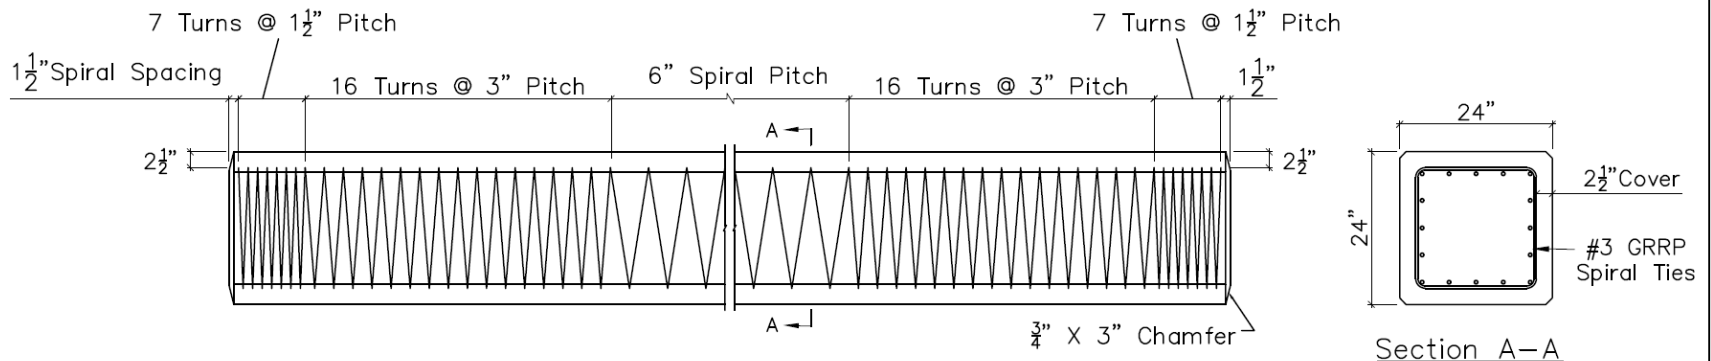 7 Turns @ 1½" Pitch
7 Turns @ 1½" Pitch
1½"Spiral Spacing
16 Turns @ 3" Pitch
6" Spiral Pitch
16 Turns @ 3" Pitch
1½"
24"
A
2½"
2½"
2½"Cover
24"
#3 GRRP
Spiral Ties
A
¾" X 3" Chamfer
Section A-A